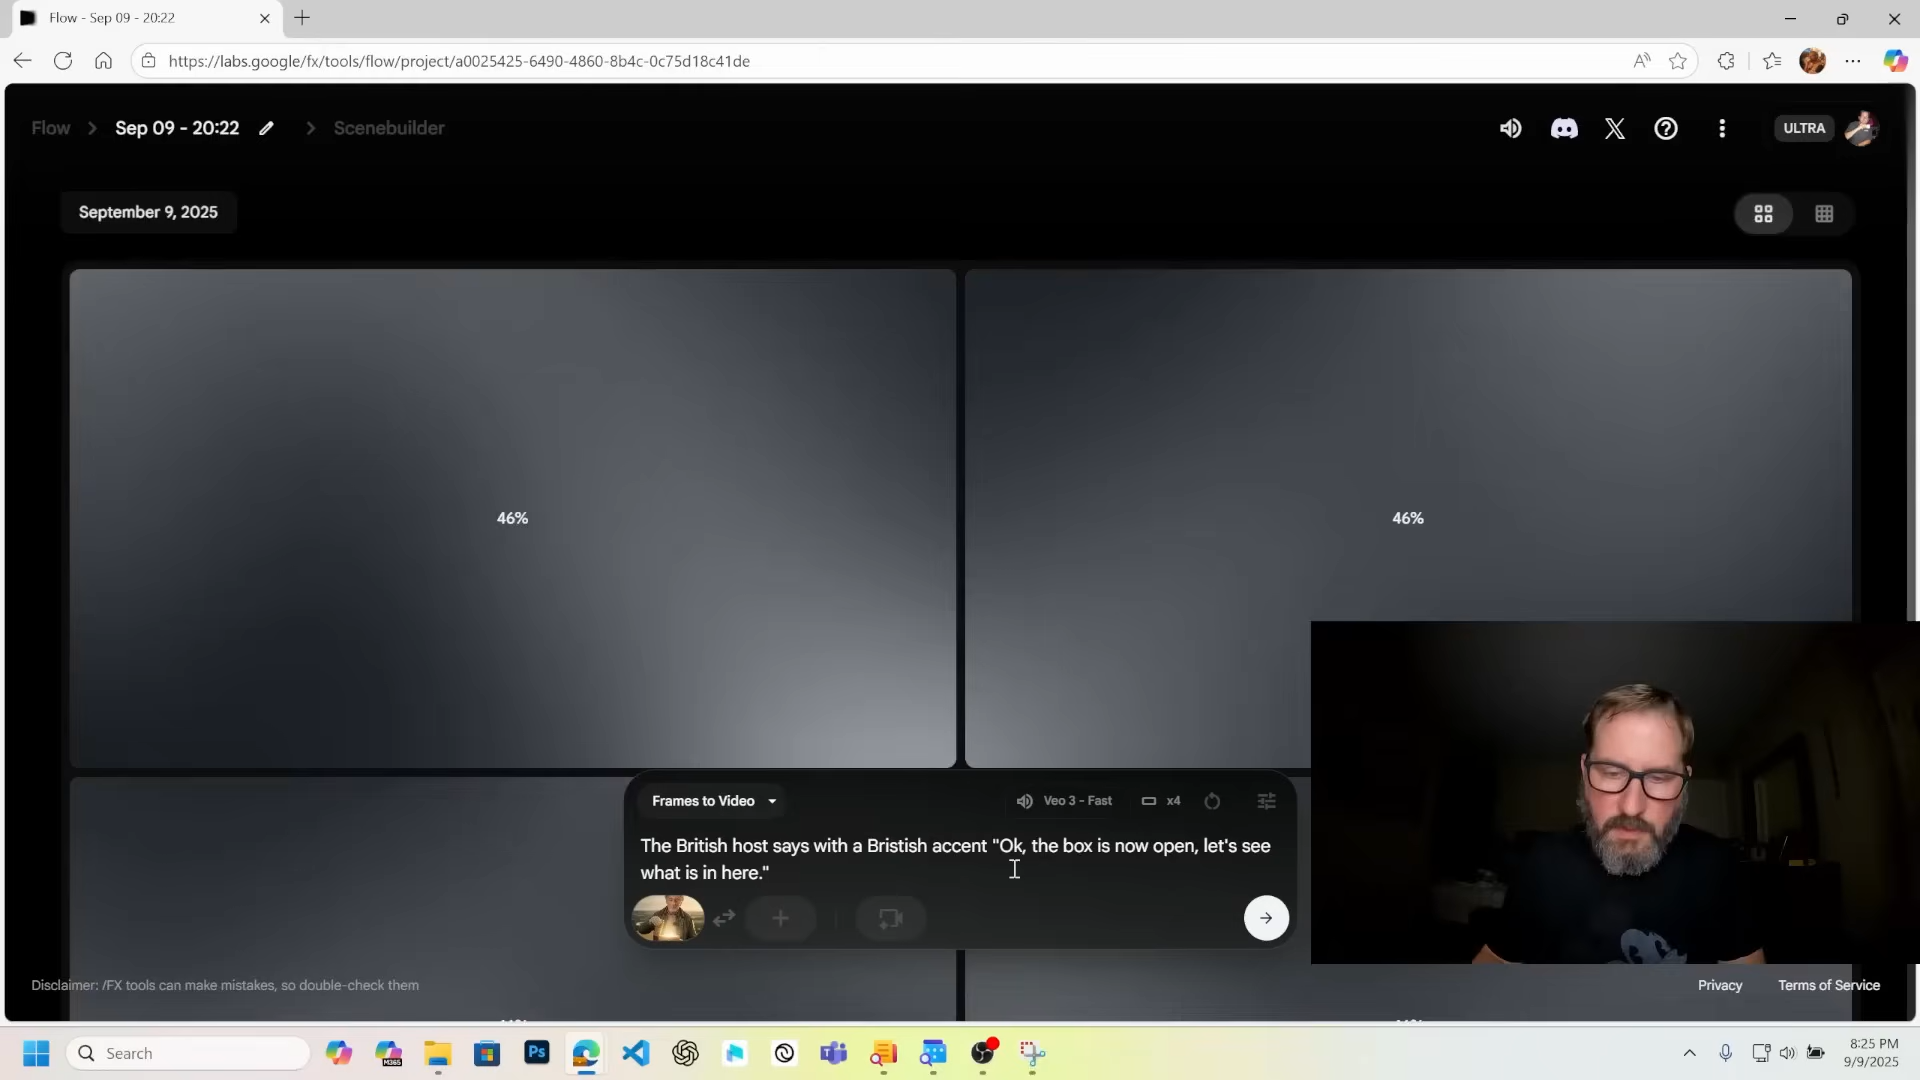 Flow - Sep 09 - 20:22
https://labs.google/fx/tools/flow/project/a0025425-6490-4860-8b4c-0c75d18c41de
Flow
Sep 09 - 20:22
Scenebuilder
ULTRA
September 9, 2025
46%
46%
Frames to Video
Veo 3 - Fast
x4
The British host says with a Bristish accent "Ok, the box is now open, let's see
what is in here."
Disclaimer: /FX tools can make mistakes, so double-check them
Privacy
Terms of Service
Search
M365
Ps
8:25 PM
9/9/2025